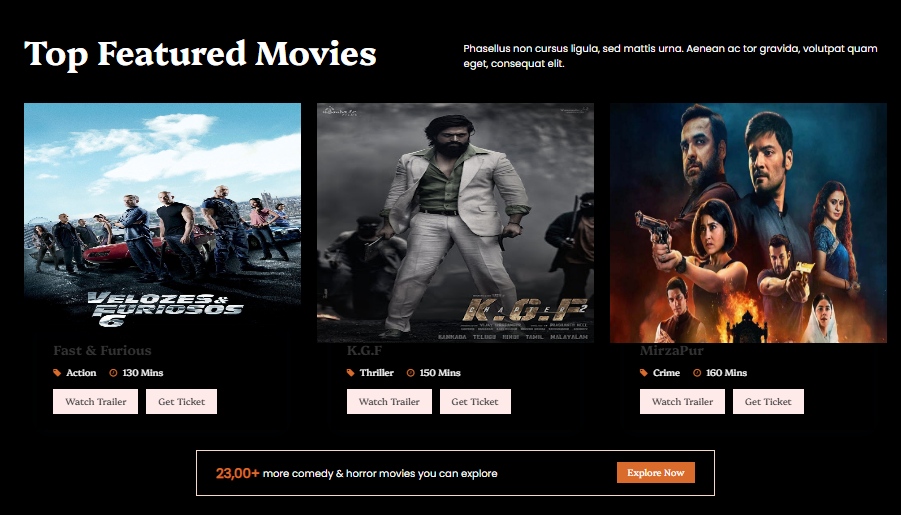 Top Featured Movies
Phasellus non cursus ligula, sed mattis urna. Aenean ac tor gravida, volutpat quam
eget, consequat elit.
VELOZES &
FURIOSOS
6
K.G.F
CHAPTER 2
KANNADA TELUGU HINDI TAMIL MALAYALAM
Fast & Furious
Action 130 Mins
Watch Trailer Get Ticket
K.G.F
Thriller 150 Mins
Watch Trailer Get Ticket
MirzaPur
Crime 160 Mins
Watch Trailer Get Ticket
23,00+ more comedy & horror movies you can explore
Explore Now